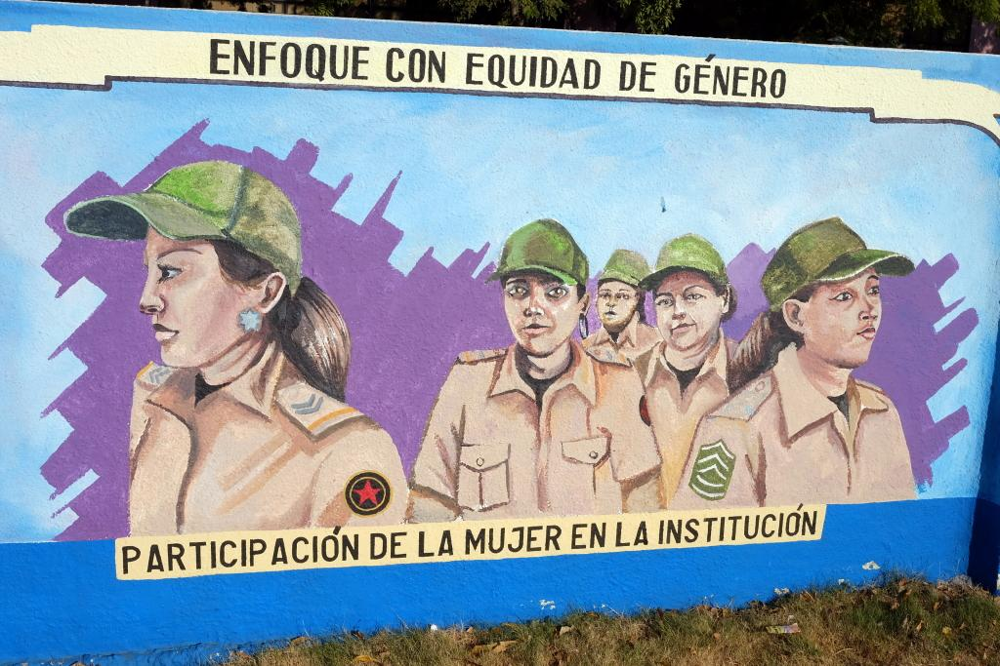 ENFOQUE CON EQUIDAD DE GÉNERO
PARTICIPACIÓN DE LA MUJER EN LA INSTITUCIÓN